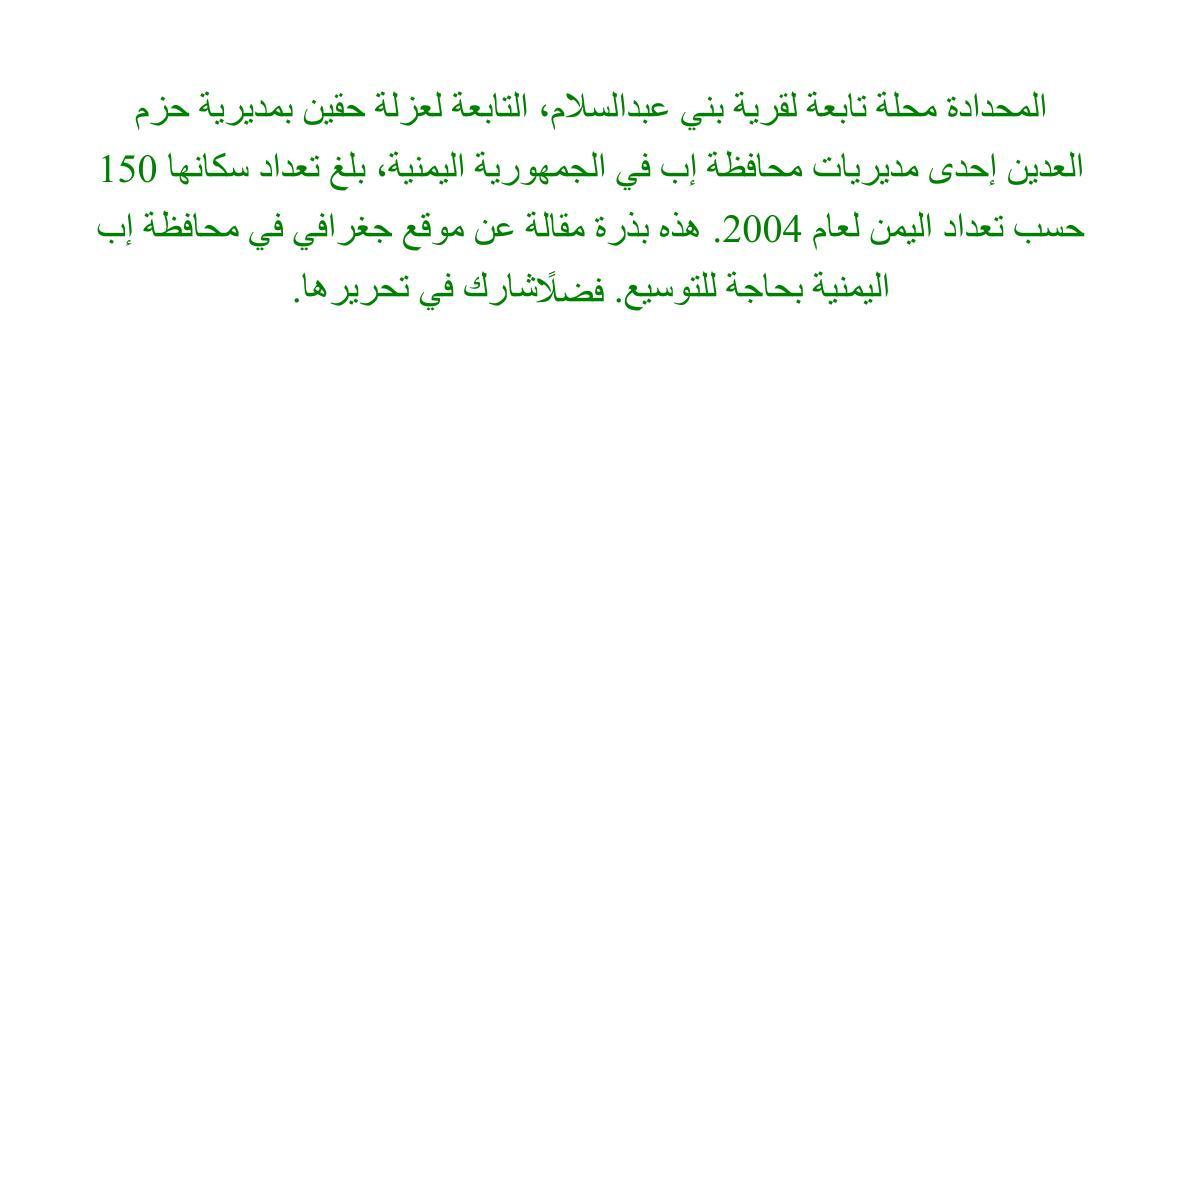 المحدادة محلة تابعة لقرية بني عبدالسلام، التابعة لعزلة حقين بمديرية حزم
العدين إحدى مديريات محافظة إب في الجمهورية اليمنية، بلغ تعداد سكانها 150
حسب تعداد اليمن لعام 2004. هذه بذرة مقالة عن موقع جغرافي في محافظة إب
اليمنية بحاجة للتوسيع. فضلًاشارك في تحريرها.